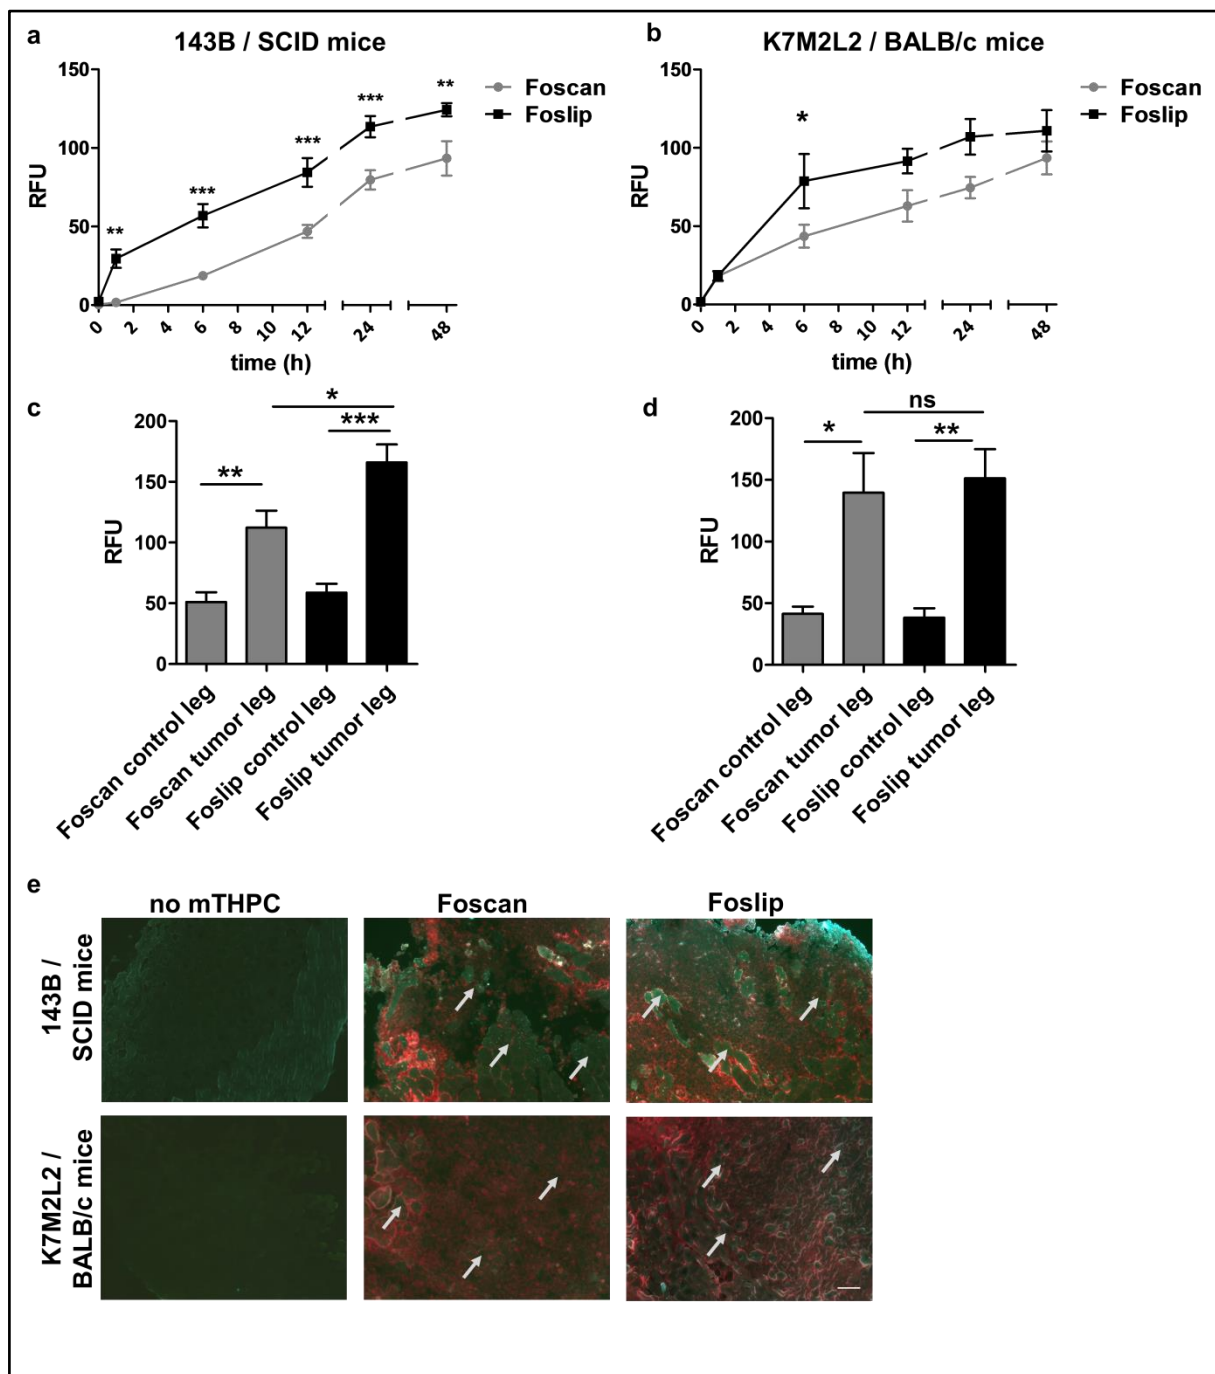 a
143B / SCID mice
150
100
50
0
RFU
**
***
***
***
**
0
2
4
6
8
10
12
24
48
time (h)
Foscan
Foslip
b
K7M2L2 / BALB/c mice
150
100
50
0
RFU
*
0
2
4
6
8
10
12
24
48
time (h)
Foscan
Foslip
c
200
150
100
50
0
RFU
**
*
***
Foscan control leg
Foscan tumor leg
Foslip control leg
Foslip tumor leg
d
200
150
100
50
0
RFU
*
ns
**
Foscan control leg
Foscan tumor leg
Foslip control leg
Foslip tumor leg
e
no mTHPC
Foscan
Foslip
143B /
SCID mice
K7M2L2 /
BALB/c mice